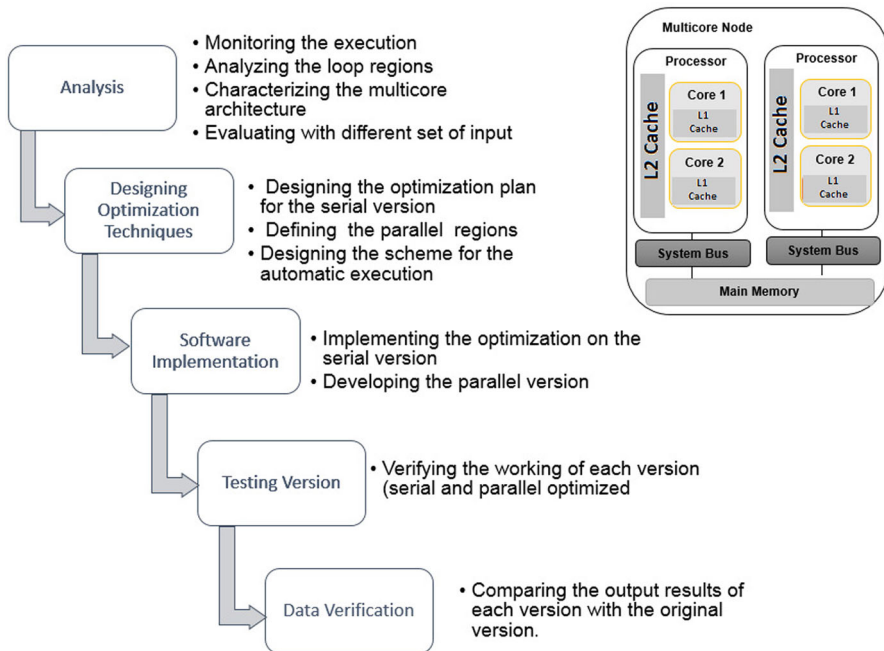 Analysis
• Monitoring the execution
• Analyzing the loop regions
• Characterizing the multicore
architecture
• Evaluating with different set of input
Designing
Optimization
Techniques
• Designing the optimization plan
for the serial version
• Defining the parallel regions
• Designing the scheme for the
automatic execution
Software
Implementation
• Implementing the optimization on the
serial version
• Developing the parallel version
Testing Version
• Verifying the working of each version
(serial and parallel optimized
Data Verification
• Comparing the output results of
each version with the original
version.
Multicore Node
Processor
L2 Cache
Core 1
L1
Cache
Core 2
L1
Cache
System Bus
Processor
L2 Cache
Core 1
L1
Cache
Core 2
L1
Cache
System Bus
Main Memory